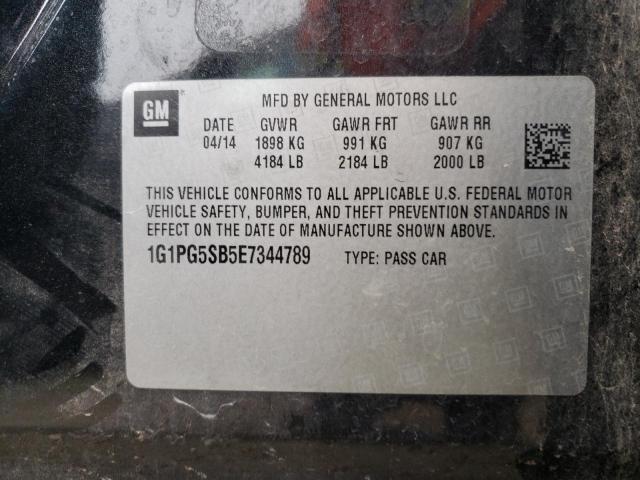 GM
MFD BY GENERAL MOTORS LLC
DATE GVWR GAWR FRT GAWR RR
04/14 1898 KG 991 KG 907 KG
4184 LB 2184 LB 2000 LB
THIS VEHICLE CONFORMS TO ALL APPLICABLE U.S. FEDERAL MOTOR
VEHICLE SAFETY, BUMPER, AND THEFT PREVENTION STANDARDS IN
EFFECT ON THE DATE OF MANUFACTURE SHOWN ABOVE.
1G1PG5SB5E7344789 TYPE: PASS CAR